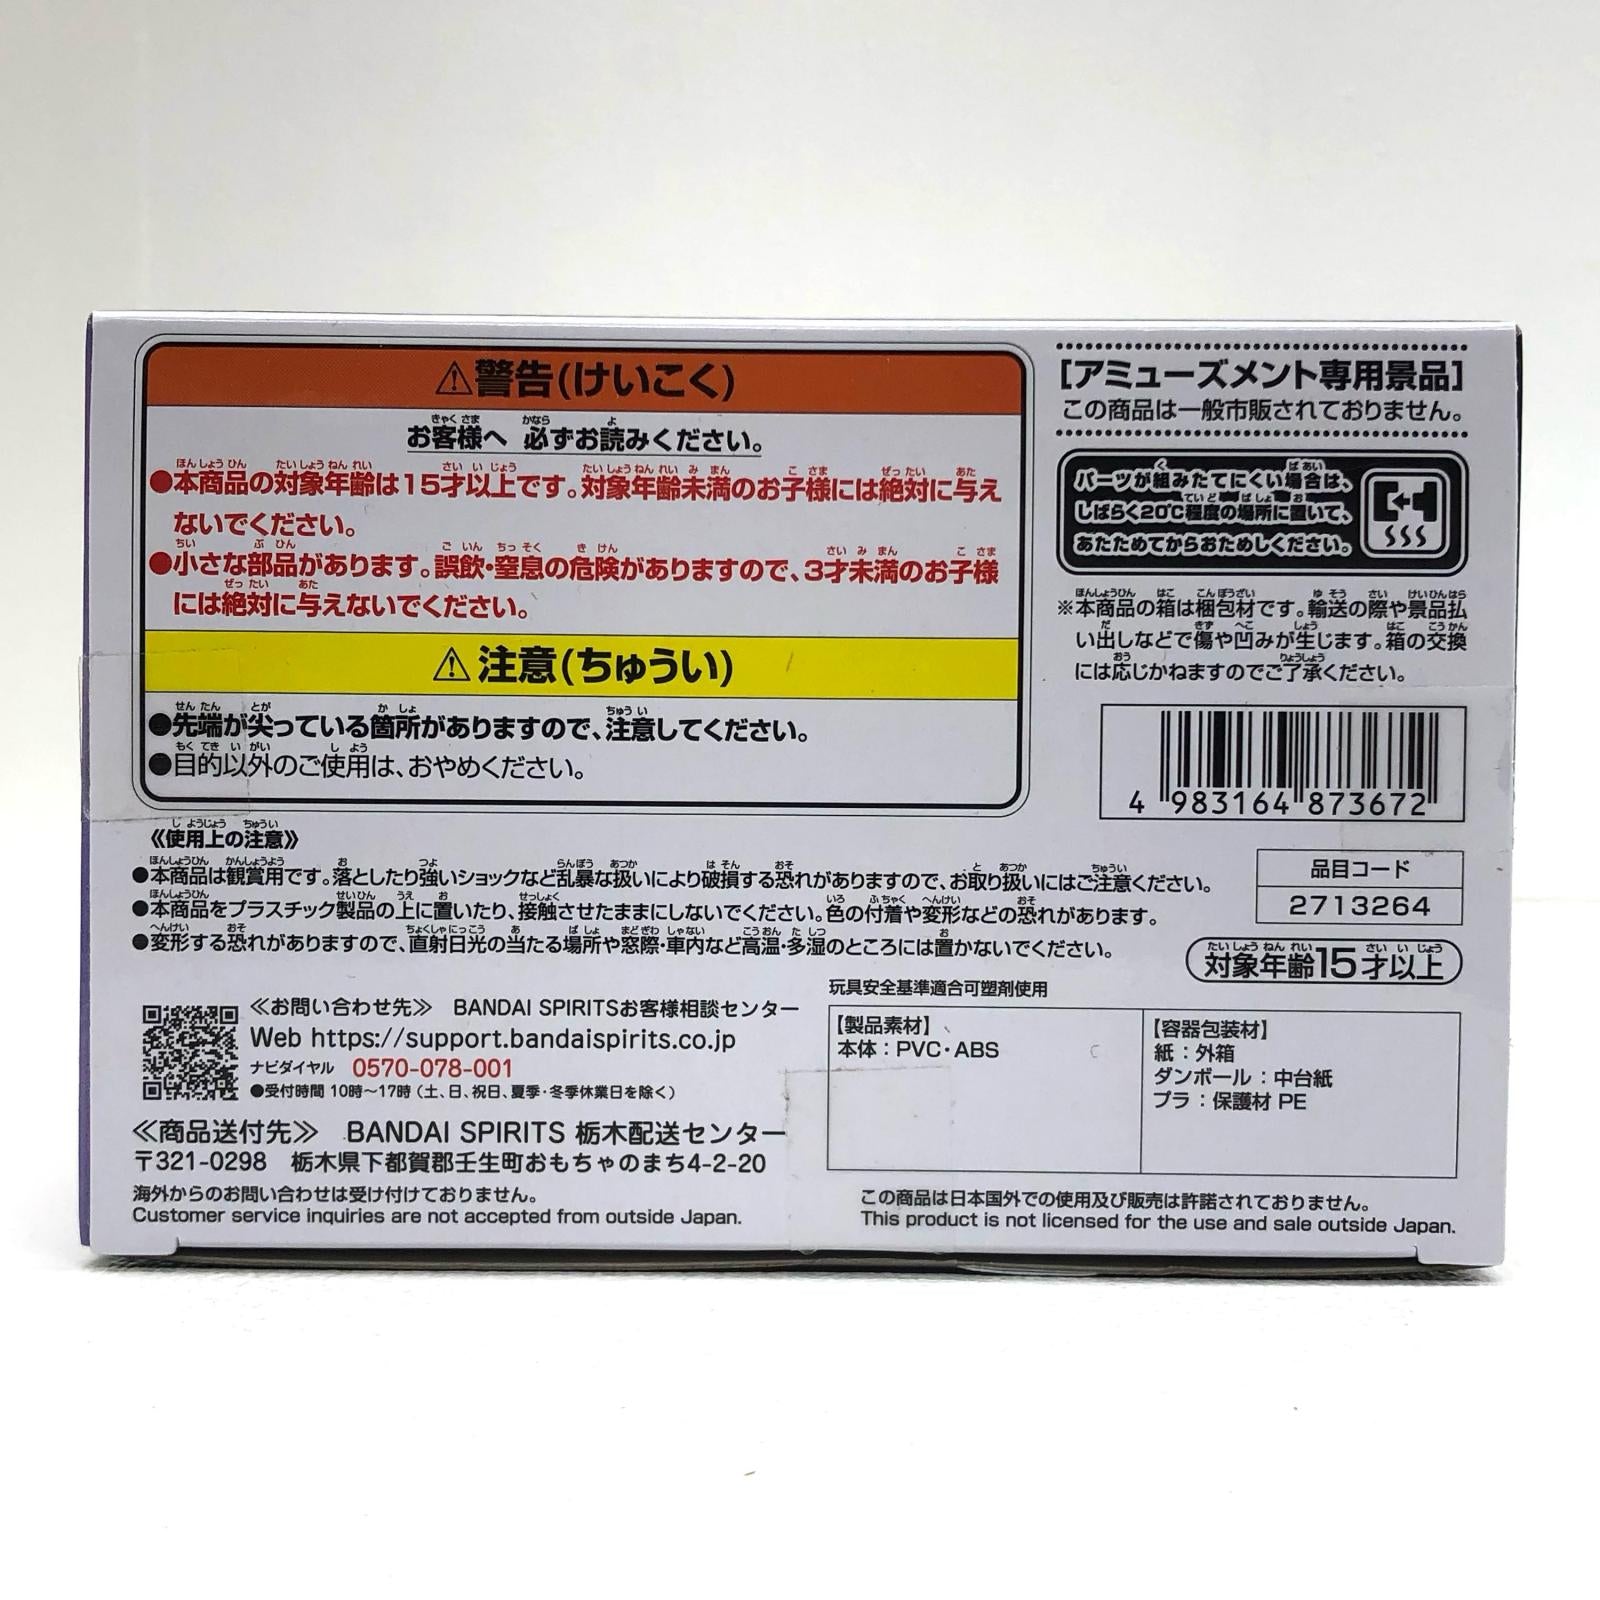 ⚠警告(けいこく)
お客様へ 必ずお読みください。
●本商品の対象年齢は15才以上です。対象年齢未満のお子様には絶対に与え
ないでください。
●小さな部品があります。誤飲・窒息の危険がありますので、3才未満のお子様
には絶対に与えないでください。
⚠注意(ちゅうい)
●先端が尖っている箇所がありますので、注意してください。
●目的以外のご使用は、おやめください。
[アミューズメント専用景品]
この商品は一般市販されておりません。
パーツが組みたてにくい場合は、
しばらく20℃程度の場所に置いて、
あたためてからおためしください。
※本商品の箱は梱包材です。輸送の際や景品払
い出しなどで傷や凹みが生じます。箱の交換
には応じかねますのでご了承ください。
4 983164 873672
《使用上の注意》
●本商品は観賞用です。落としたり強いショックなど乱暴な扱いにより破損する恐れがありますので、お取り扱いにはご注意ください。
●本商品をプラスチック製品の上に置いたり、接触させたままにしないでください。色の付着や変形などの恐れがあります。
●変形する恐れがありますので、直射日光の当たる場所や窓際・車内など高温・多湿のところには置かないでください。
品目コード
2713264
対象年齢15才以上
≪お問い合わせ先≫ BANDAI SPIRITSお客様相談センター
Web https://support.bandaispirits.co.jp
ナビダイヤル 0570-078-001
●受付時間 10時～17時(土、日、祝日、夏季・冬季休業日を除く)
≪商品送付先≫ BANDAI SPIRITS 栃木配送センター
〒321-0298 栃木県下都賀郡壬生町おもちゃのまち4-2-20
海外からのお問い合わせは受け付けておりません。
Customer service inquiries are not accepted from outside Japan.
玩具安全基準適合可塑剤使用
【製品素材】
本体：PVC・ABS
【容器包装材】
紙：外箱
ダンボール：中台紙
プラ：保護材 PE
この商品は日本国外での使用及び販売は許諾されておりません。
This product is not licensed for the use and sale outside Japan.